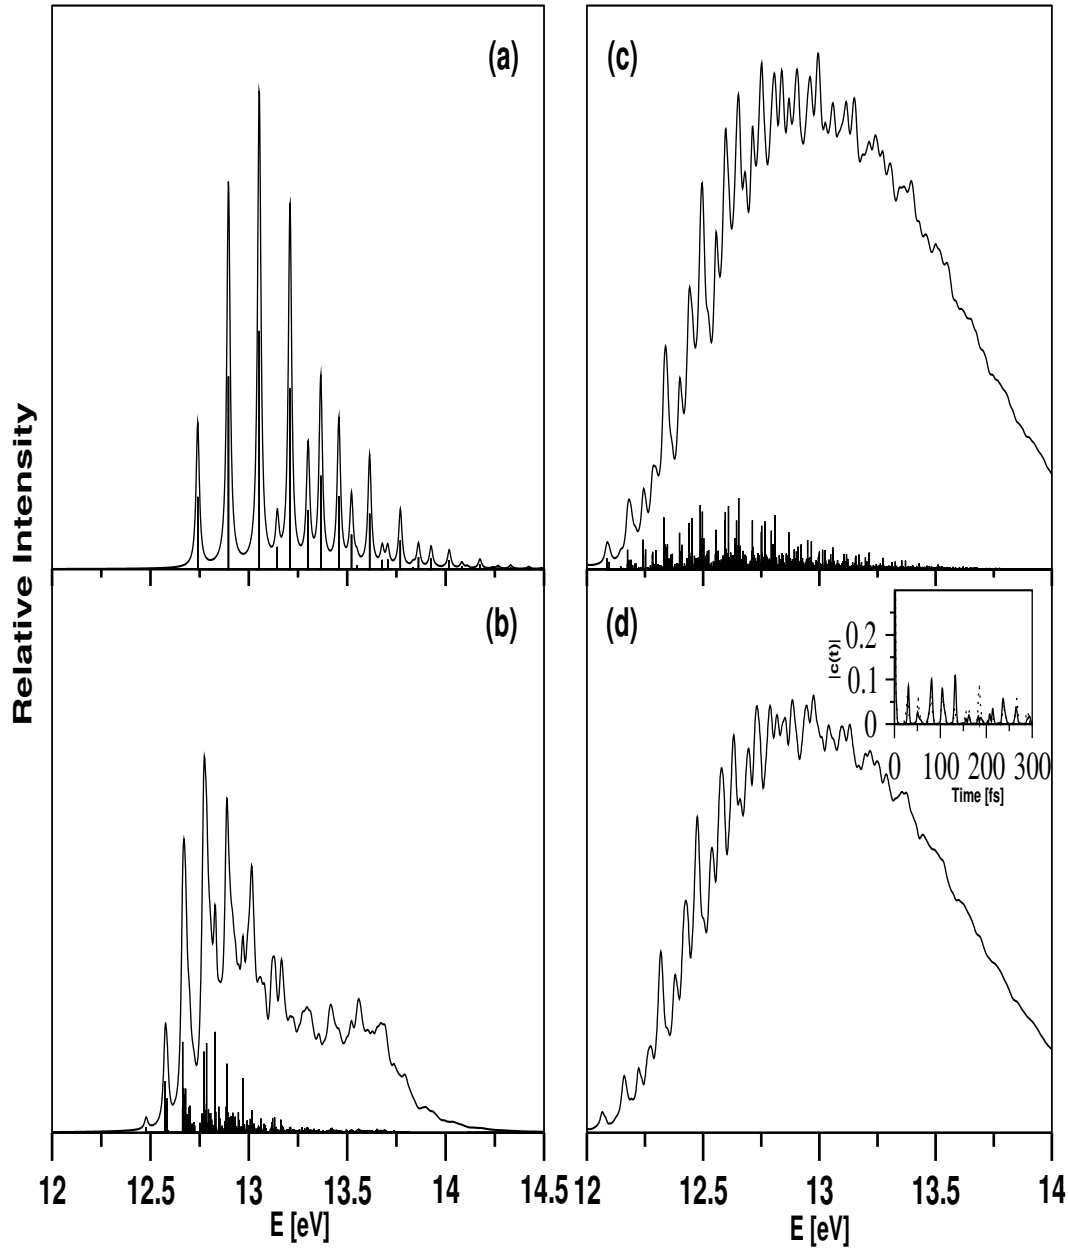 (a)
(c)
Relative Intensity
(b)
(d)
|c(t)|
0.2
0.1
0
0 100 200 300
Time [fs]
12 12.5 13 13.5 14 14.5
E [eV]
12 12.5 13 13.5 14
E [eV]